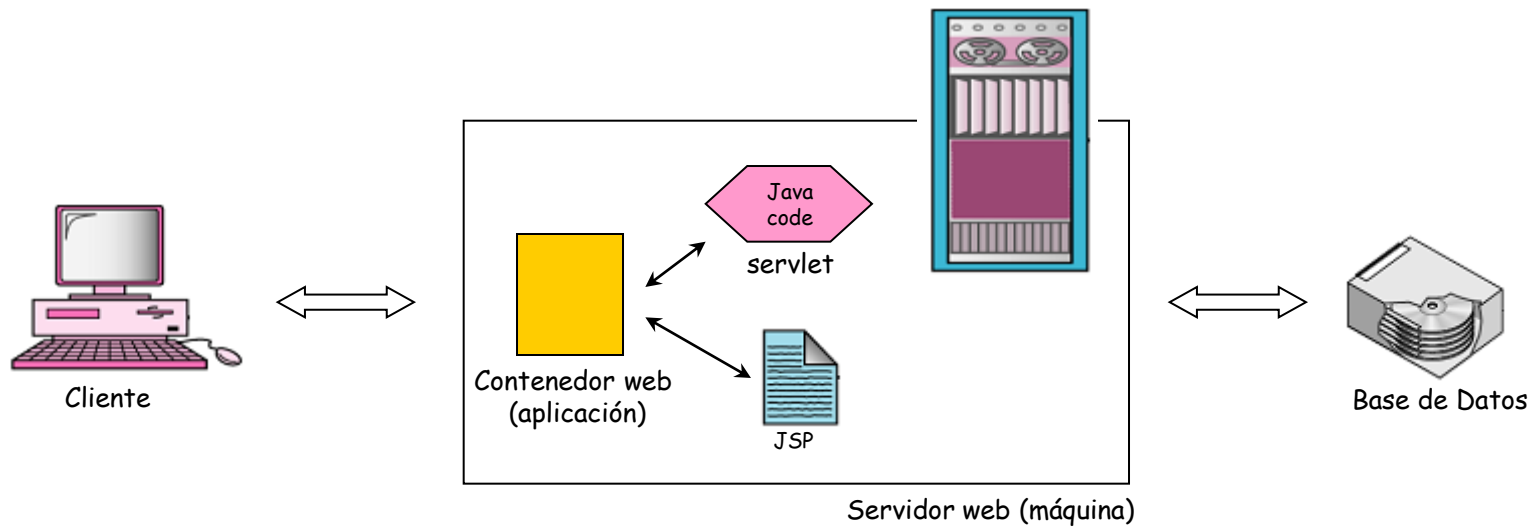 Java
code
servlet
Cliente
Contenedor web
(aplicación)
JSP
Base de Datos
Servidor web (máquina)